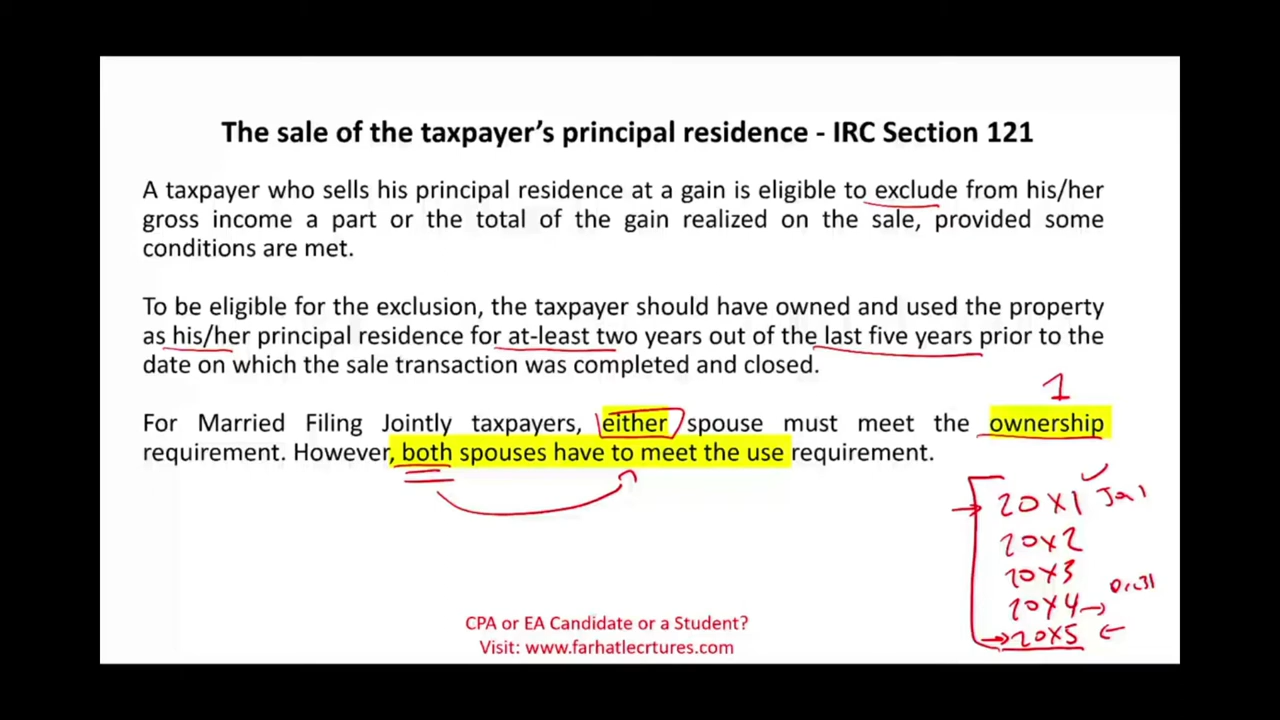 The sale of the taxpayer’s principal residence - IRC Section 121
A taxpayer who sells his principal residence at a gain is eligible to exclude from his/her
gross income a part or the total of the gain realized on the sale, provided some
conditions are met.
To be eligible for the exclusion, the taxpayer should have owned and used the property
as his/her principal residence for at-least two years out of the last five years prior to the
date on which the sale transaction was completed and closed.
1
For Married Filing Jointly taxpayers, either spouse must meet the ownership
requirement. However, both spouses have to meet the use requirement.
20X1 Jan 1
20X2
20X3
Dec 31
20X4
20X5
CPA or EA Candidate or a Student?
Visit: www.farhatlecrtures.com